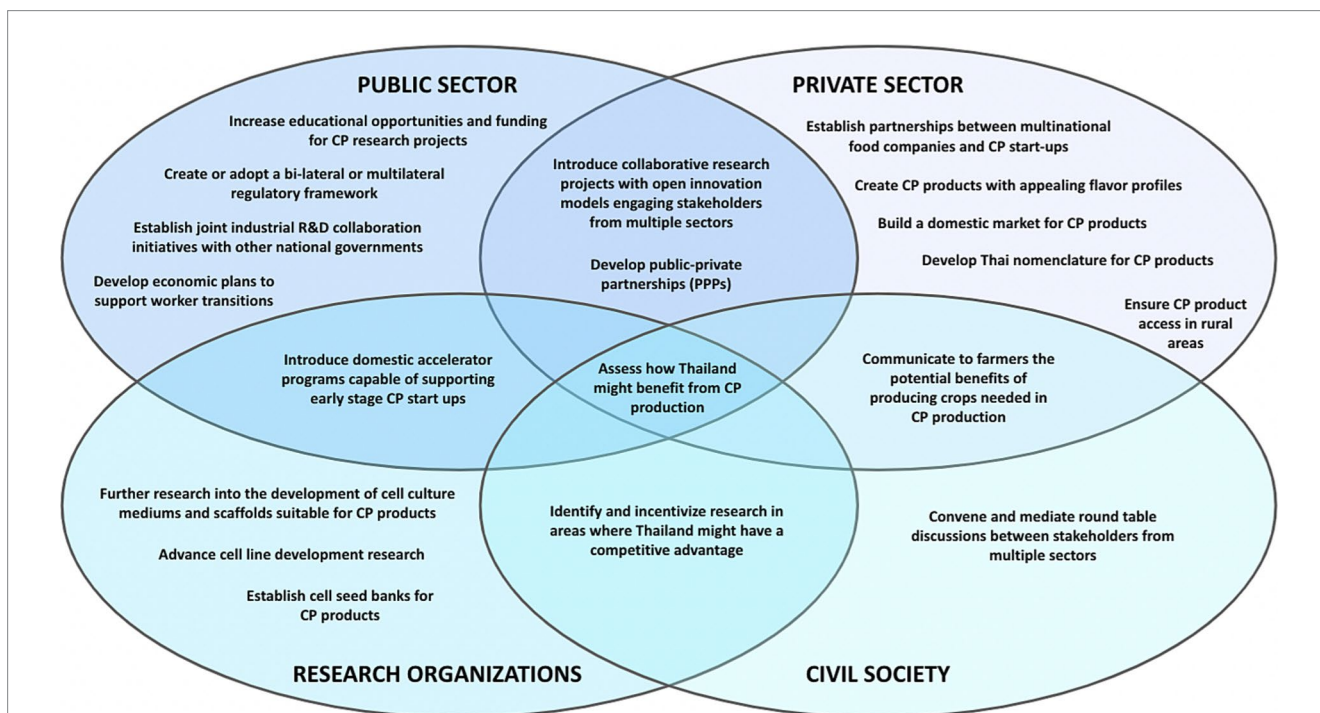 PUBLIC SECTOR
Increase educational opportunities and funding
for CP research projects
Create or adopt a bi-lateral or multilateral
regulatory framework
Establish joint industrial R&D collaboration
initiatives with other national governments
Develop economic plans to
support worker transitions
Introduce collaborative research
projects with open innovation
models engaging stakeholders
from multiple sectors
Develop public-private
partnerships (PPPs)
PRIVATE SECTOR
Establish partnerships between multinational
food companies and CP start-ups
Create CP products with appealing flavor profiles
Build a domestic market for CP products
Develop Thai nomenclature for CP products
Ensure CP product
access in rural
areas
Introduce domestic accelerator
programs capable of supporting
early stage CP start ups
Assess how Thailand
might benefit from CP
production
Communicate to farmers the
potential benefits of
producing crops needed in
CP production
Further research into the development of cell culture
mediums and scaffolds suitable for CP products
Advance cell line development research
Establish cell seed banks for
CP products
RESEARCH ORGANIZATIONS
Identify and incentivize research in
areas where Thailand might have a
competitive advantage
Convene and mediate round table
discussions between stakeholders from
multiple sectors
CIVIL SOCIETY